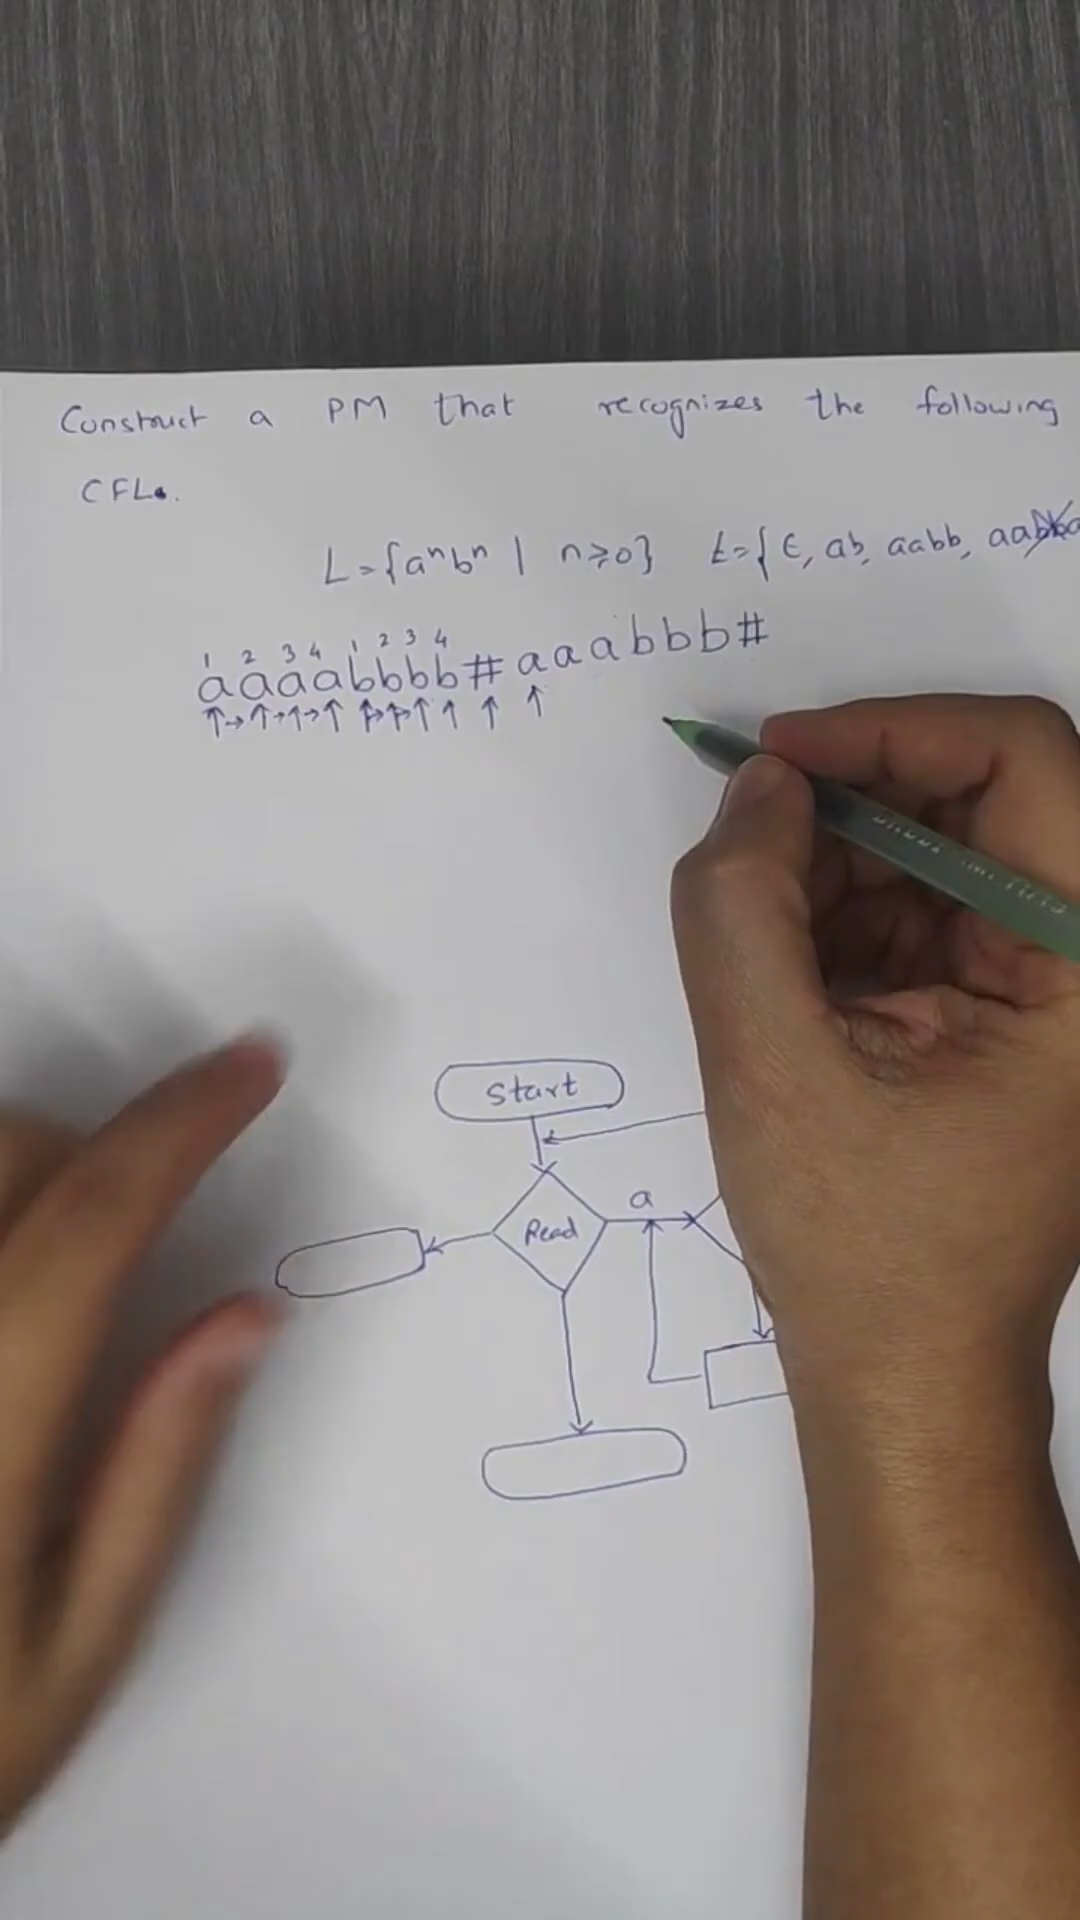 Construct a PM that recognizes the following
CFL.
L = {aⁿbⁿ | n ≥ 0} L = { ϵ, ab, aabb,
1 2 3 4 1 2 3 4
aaaabbbb#aaabbb#
Start
a
Read